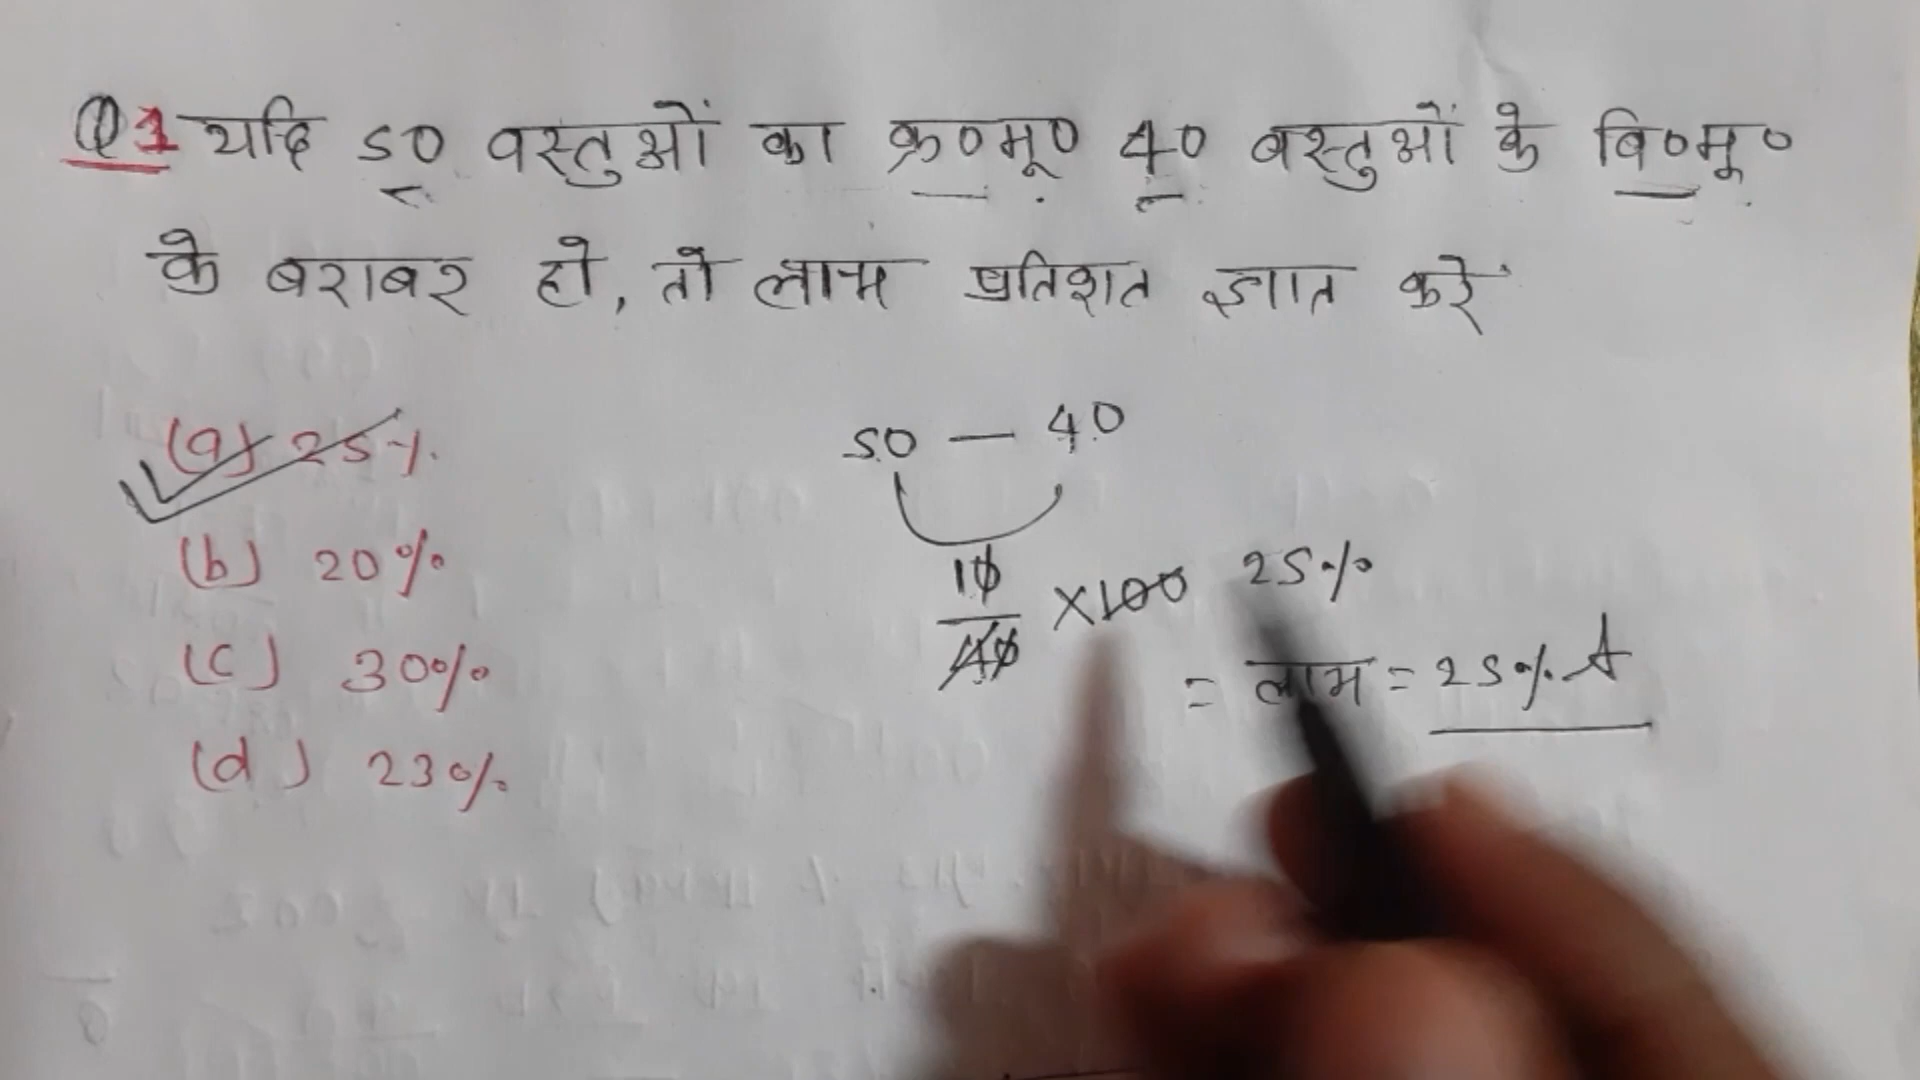 Q1 यदि 50 वस्तुओं का क्र०मू० 40 वस्तुओं के वि०मू०
के बराबर हो, तो लाभ प्रतिशत ज्ञात करें
(a) 25%
(b) 20%
(c) 30%
(d) 23%
50 — 40
10
40
×100
25%
= लाभ = 25% A